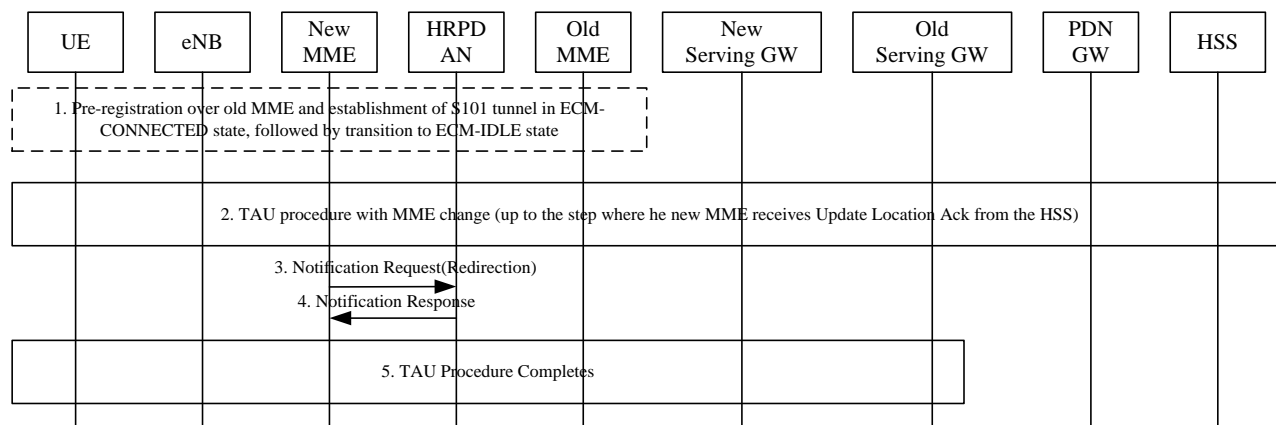 UE
eNB
New
MME
HRPD
AN
Old
MME
New
Serving GW
Old
Serving GW
PDN
GW
HSS
1. Pre-registration over old MME and establishment of S101 tunnel in ECM-
CONNECTED state, followed by transition to ECM-IDLE state
2. TAU procedure with MME change (up to the step where he new MME receives Update Location Ack from the HSS)
3. Notification Request(Redirection)
4. Notification Response
5. TAU Procedure Completes